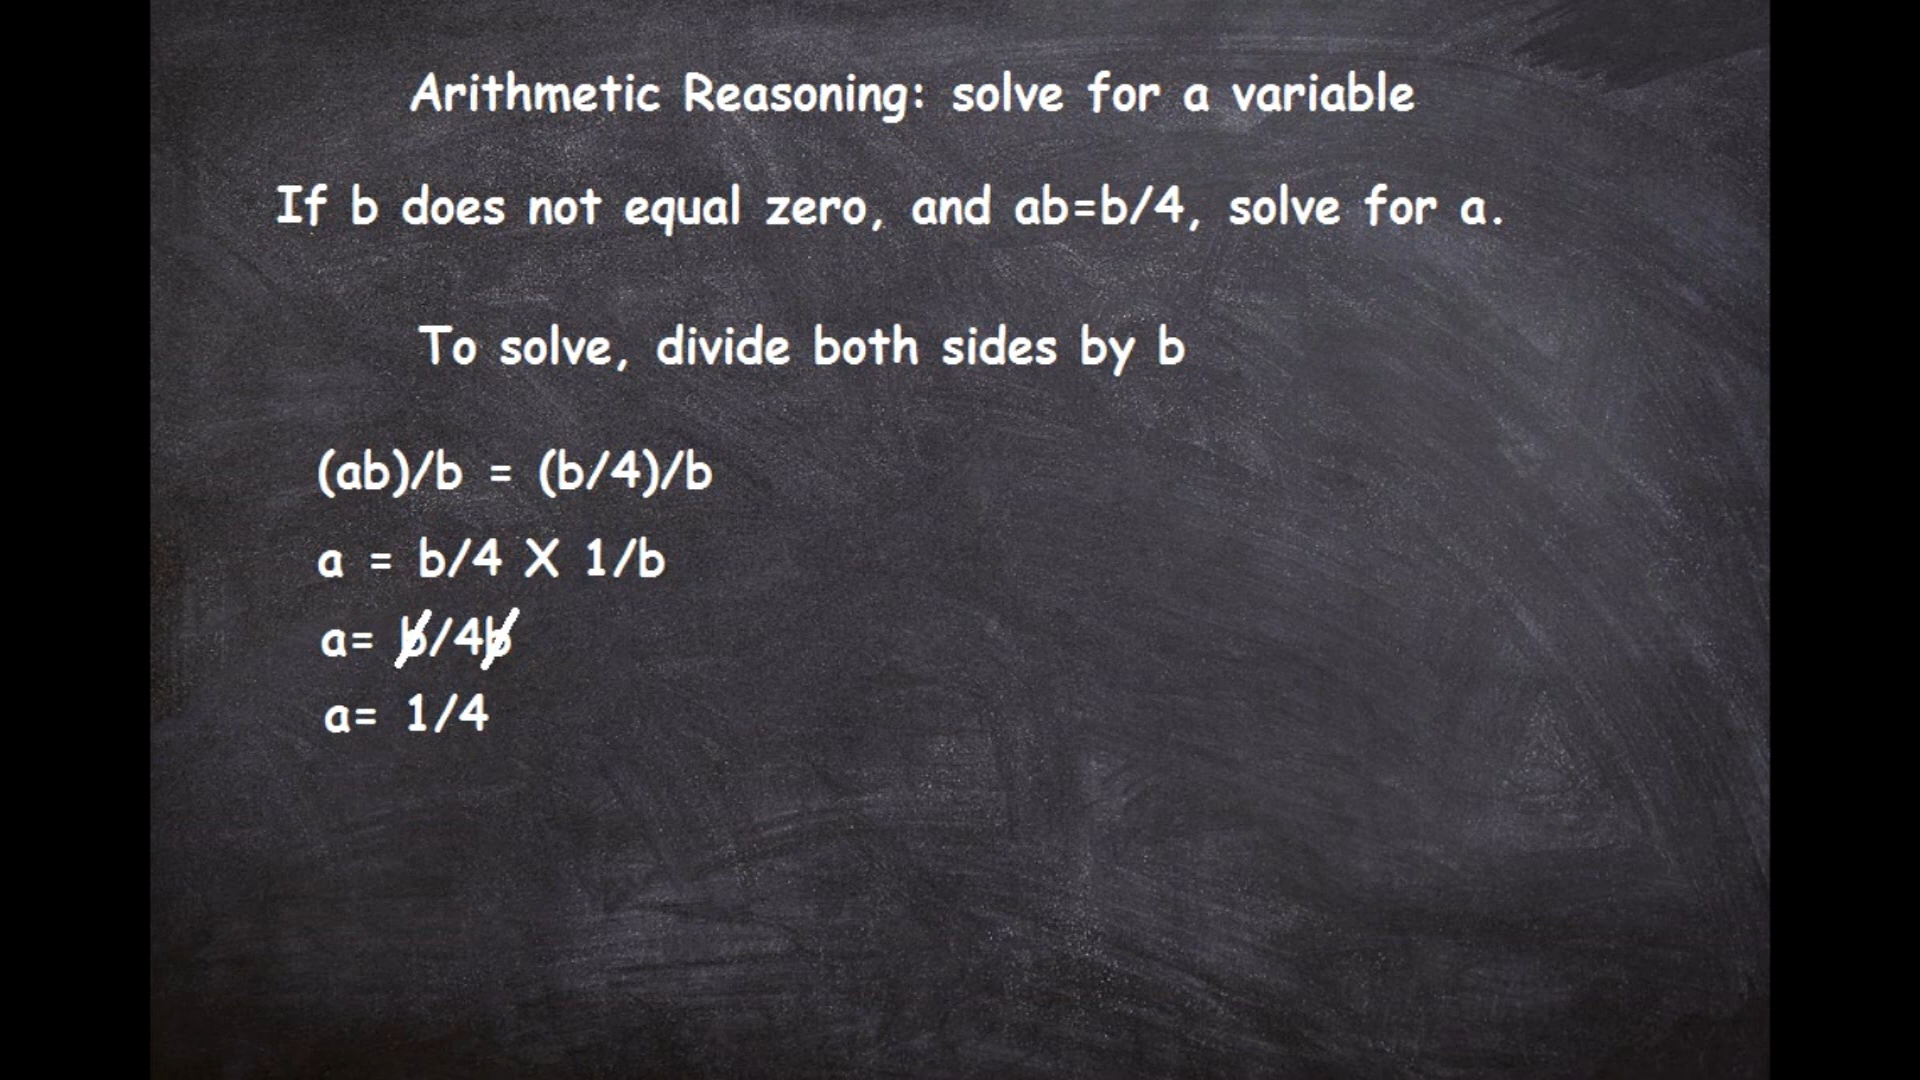 Arithmetic Reasoning: solve for a variable
If b does not equal zero, and ab=b/4, solve for a.
To solve, divide both sides by b
(ab)/b = (b/4)/b
a = b/4 X 1/b
a= b/4b
a= 1/4